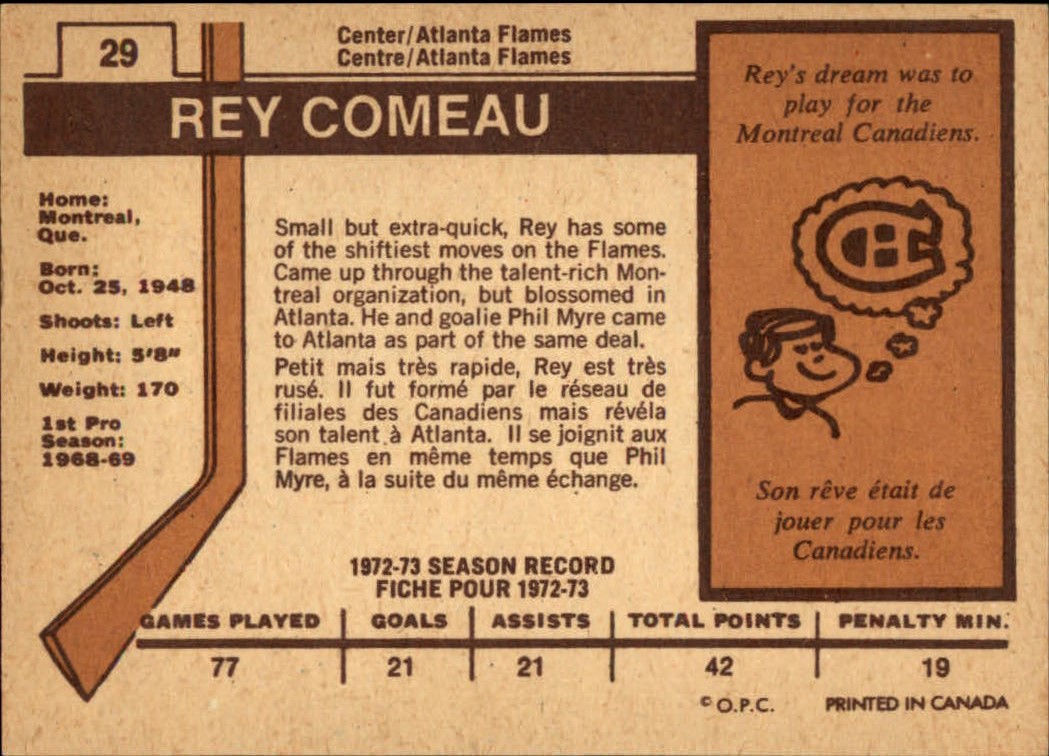 29
Center/Atlanta Flames
Centre/Atlanta Flames
REY COMEAU
Home:
Montreal,
Que.
Born:
Oct. 25, 1948
Shoots: Left
Height: 5'8"
Weight: 170
1st Pro
Season:
1968-69
Small but extra-quick, Rey has some
of the shiftiest moves on the Flames.
Came up through the talent-rich Mon-
treal organization, but blossomed in
Atlanta. He and goalie Phil Myre came
to Atlanta as part of the same deal.
Petit mais très rapide, Rey est très
rusé. Il fut formé par le réseau de
filiales des Canadiens mais révéla
son talent à Atlanta. Il se joignit aux
Flames en même temps que Phil
Myre, à la suite du même échange.
Rey's dream was to
play for the
Montreal Canadiens.
CH
Son rêve était de
jouer pour les
Canadiens.
1972-73 SEASON RECORD
FICHE POUR 1972-73
GAMES PLAYED GOALS ASSISTS TOTAL POINTS PENALTY MIN.
77 21 21 42 19
© O.P.C. PRINTED IN CANADA